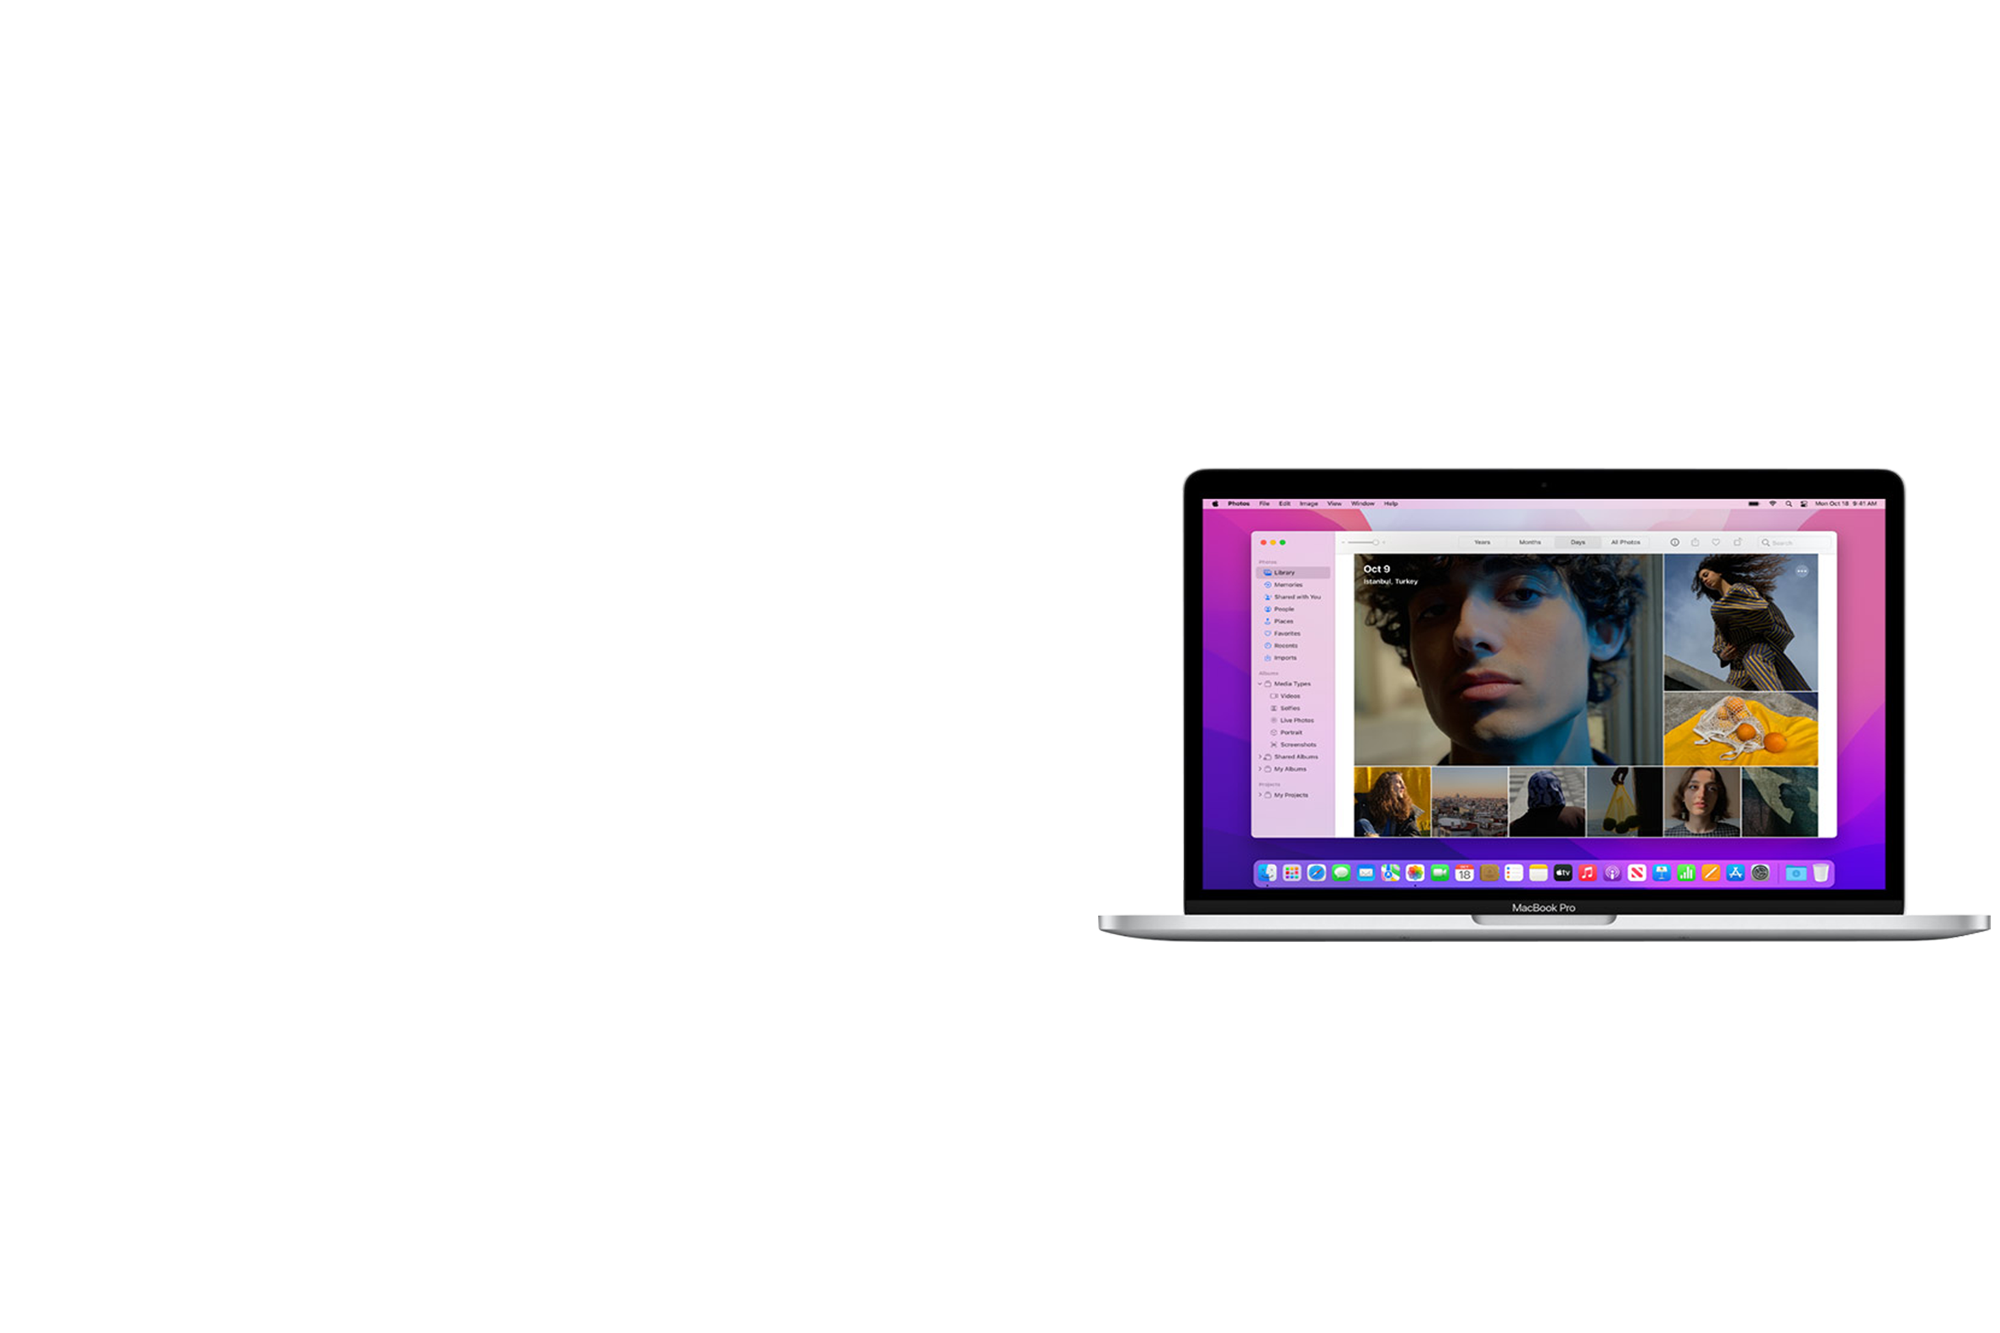 Photos File Edit Image View Window Help
Mon Oct 18 9:41 AM
Years Months Days All Photos
Search
Photos
Library
Memories
Shared with You
People
Places
Favorites
Recents
Imports
Albums
Media Types
Videos
Selfies
Live Photos
Portrait
Screenshots
Shared Albums
My Albums
Projects
My Projects
Oct 9
Istanbul, Turkey
18
tv
MacBook Pro